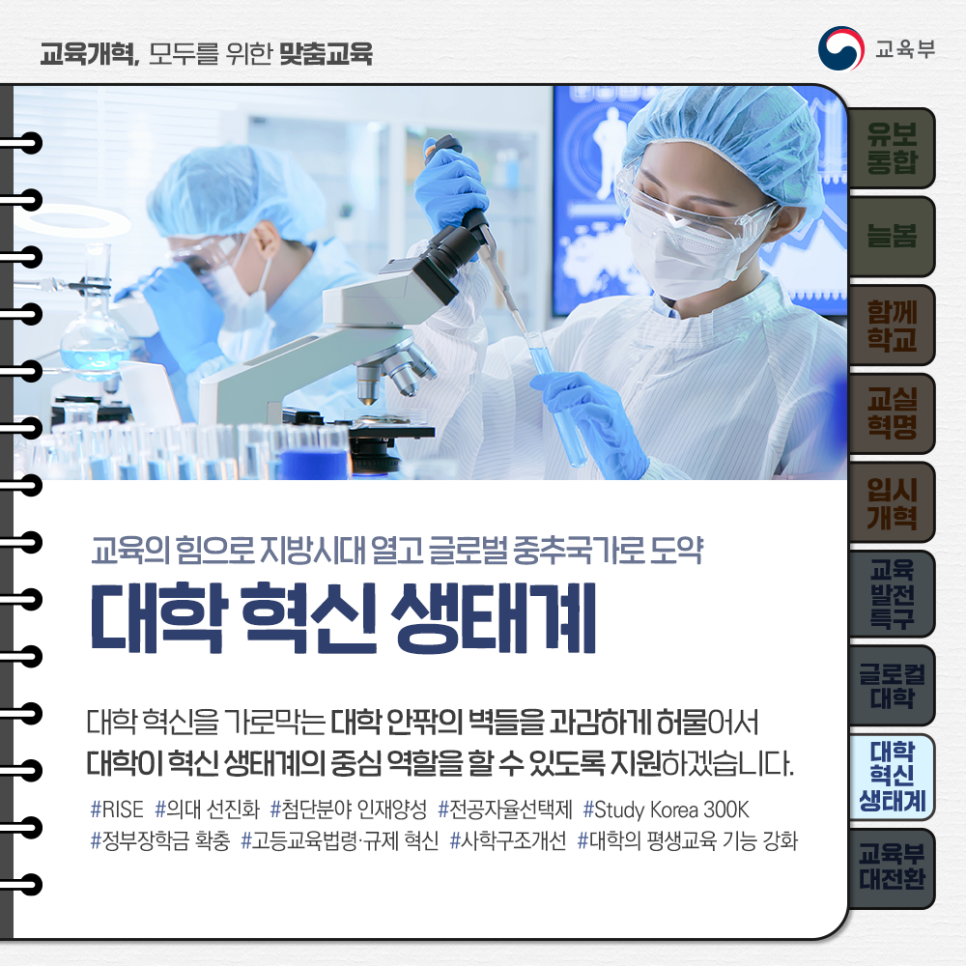 교육개혁, 모두를 위한 맞춤교육
교육부
유보
통합
늘봄
함께
학교
교실
혁명
입시
개혁
교육
발전
특구
글로컬
대학
대학
혁신
생태계
교육부
대전환
교육의 힘으로 지방시대 열고 글로벌 중추국가로 도약
대학 혁신 생태계
대학 혁신을 가로막는 대학 안팎의 벽들을 과감하게 허물어서
대학이 혁신 생태계의 중심 역할을 할 수 있도록 지원하겠습니다.
#RISE #의대 선진화 #첨단분야 인재양성 #전공자율선택제 #Study Korea 300K
#정부장학금 확충 #고등교육법령·규제 혁신 #사학구조개선 #대학의 평생교육 기능 강화